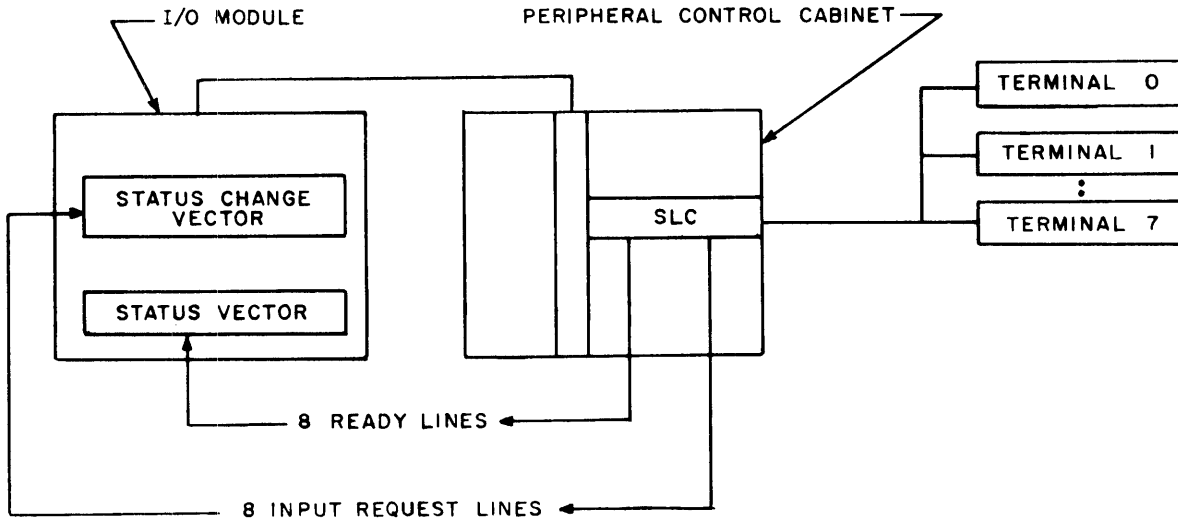 I/O MODULE
PERIPHERAL CONTROL CABINET
TERMINAL 0
TERMINAL 1
:
TERMINAL 7
STATUS CHANGE
VECTOR
SLC
STATUS VECTOR
8 READY LINES
8 INPUT REQUEST LINES